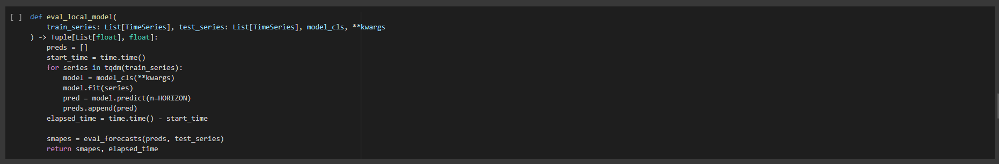 [ ] def eval_local_model(
    train_series: List[TimeSeries], test_series: List[TimeSeries], model_cls, **kwargs
) -> Tuple[List[float], float]:
    preds = []
    start_time = time.time()
    for series in tqdm(train_series):
        model = model_cls(**kwargs)
        model.fit(series)
        pred = model.predict(n=HORIZON)
        preds.append(pred)
    elapsed_time = time.time() - start_time

    smapes = eval_forecasts(preds, test_series)
    return smapes, elapsed_time